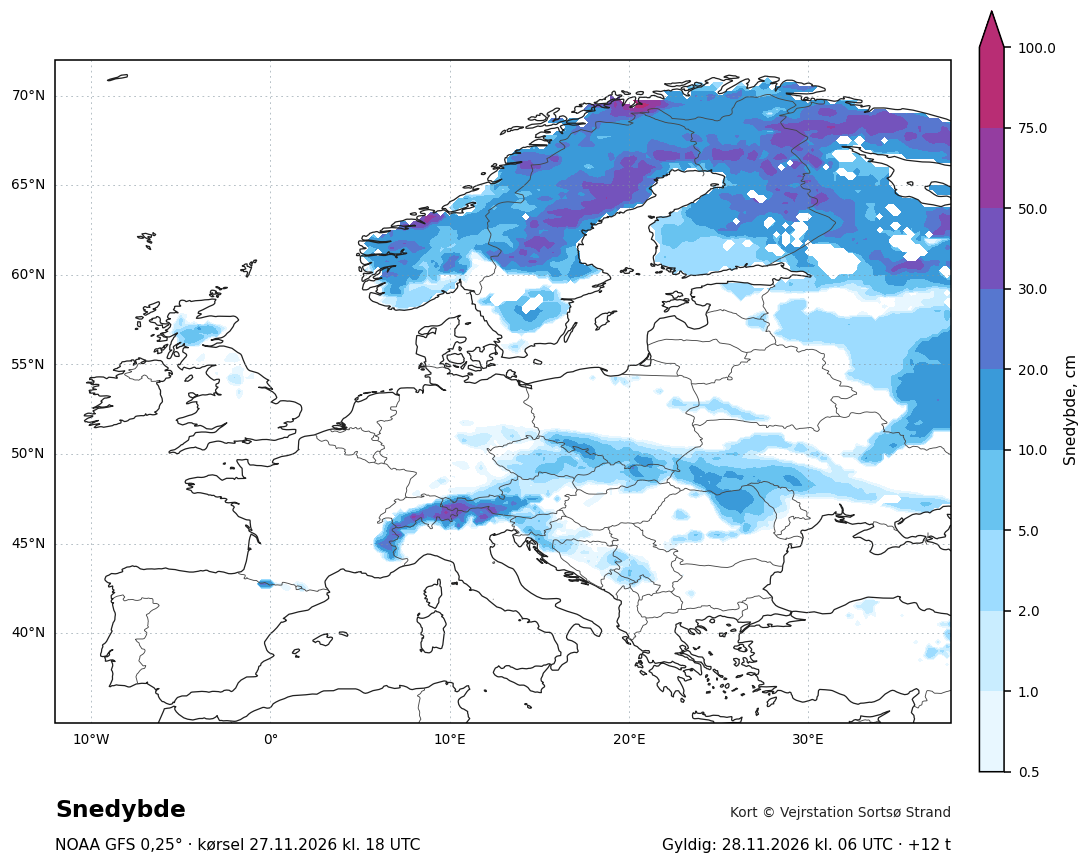 100.0
75.0
50.0
30.0
20.0
10.0
5.0
2.0
1.0
0.5
Snedybde, cm
70°N
65°N
60°N
55°N
50°N
45°N
40°N
10°W
0°
10°E
20°E
30°E
Snedybde
Kort © Vejrstation Sortsø Strand
NOAA GFS 0,25° · kørsel 27.11.2026 kl. 18 UTC
Gyldig: 28.11.2026 kl. 06 UTC · +12 t